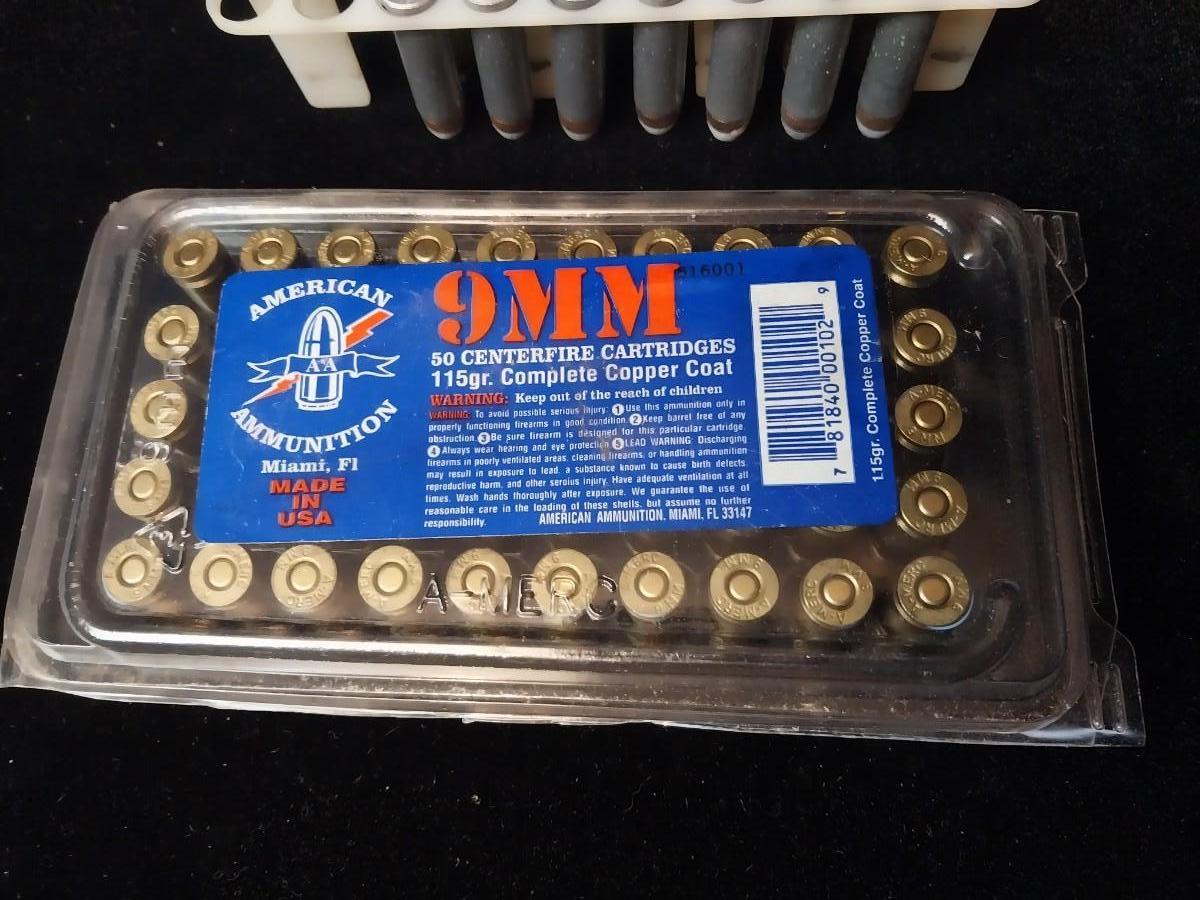 AMERICAN
A A
AMMUNITION
Miami, Fl
MADE
IN
USA
9MM
516001
50 CENTERFIRE CARTRIDGES
115gr. Complete Copper Coat
WARNING: Keep out of the reach of children
WARNING: To avoid possible serious injury: 1 Use this ammunition only in
properly functioning firearms in good condition. 2 Keep barrel free of any
obstruction. 3 Be sure firearm is designed for this particular cartridge.
4 Always wear hearing and eye protection. 5 LEAD WARNING: Discharging
firearms in poorly ventilated areas, cleaning firearms, or handling ammunition
may result in exposure to lead, a substance known to cause birth defects,
reproductive harm, and other serious injury. Have adequate ventilation at all
times. Wash hands thoroughly after exposure. We guarantee the use of
reasonable care in the loading of these shells, but assume no further
responsibility.
AMERICAN AMMUNITION, MIAMI, FL 33147
7 81840 00102 9
115gr. Complete Copper Coat
A-MERC